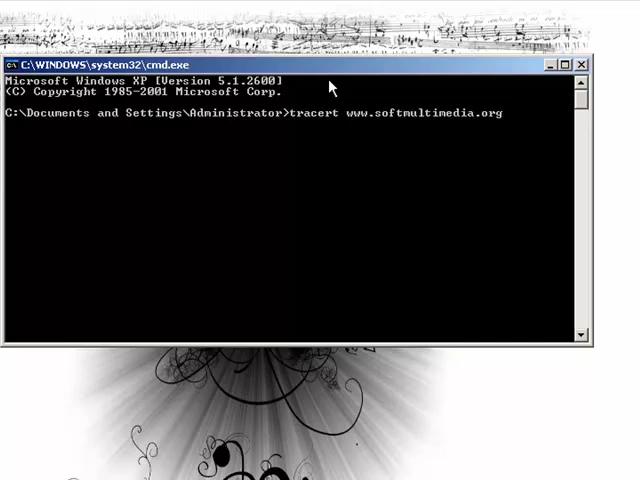 C:\WINDOWS\system32\cmd.exe
Microsoft Windows XP [Version 5.1.2600]
(C) Copyright 1985-2001 Microsoft Corp.
C:\Documents and Settings\Administrator>tracert www.softmultimedia.org